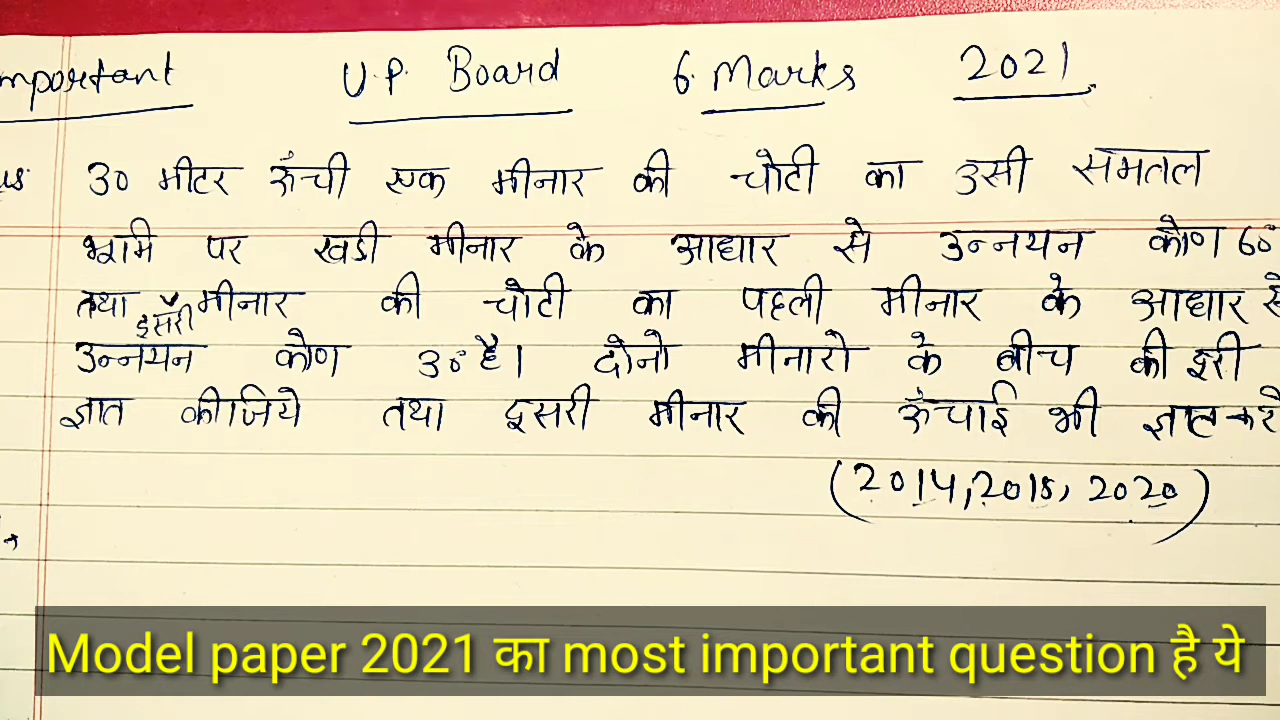 mportant U.P. Board 6 Marks 2021
30 मीटर ऊँची एक मीनार की चोटी का उसी समतल
भूमि पर खडी मीनार के आधार से उन्नयन कोण 60°
तथा दूसरी मीनार की चोटी का पहली मीनार के आधार से
उन्नयन कोण 30° है। दोनो मीनारो के बीच की दूरी
ज्ञात कीजिये तथा दूसरी मीनार की ऊँचाई भी ज्ञात करे
(2014, 2018, 2020)
Model paper 2021 का most important question है ये